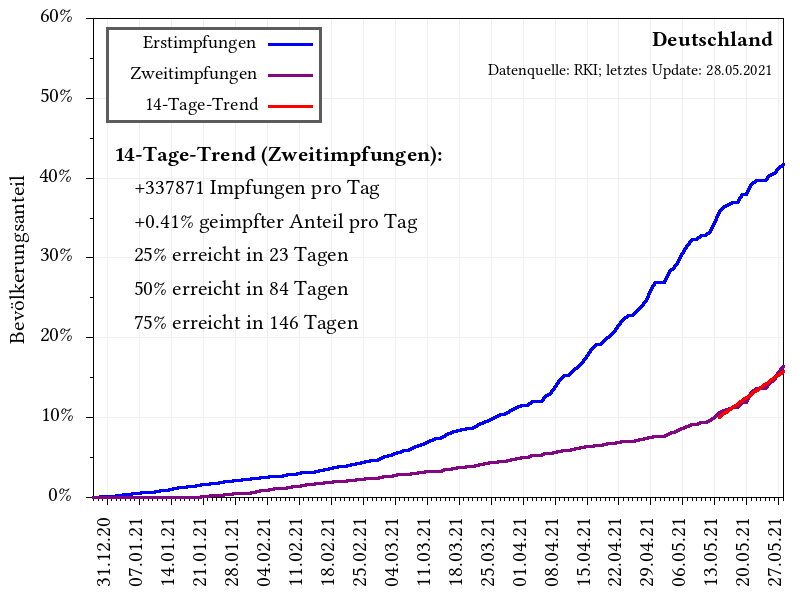 60%
50%
40%
30%
20%
10%
0%
Bevölkerungsanteil
Erstimpfungen
Zweitimpfungen
14-Tage-Trend
Deutschland
Datenquelle: RKI; letztes Update: 28.05.2021
14-Tage-Trend (Zweitimpfungen):
+337871 Impfungen pro Tag
+0.41% geimpfter Anteil pro Tag
25% erreicht in 23 Tagen
50% erreicht in 84 Tagen
75% erreicht in 146 Tagen
31.12.20
07.01.21
14.01.21
21.01.21
28.01.21
04.02.21
11.02.21
18.02.21
25.02.21
04.03.21
11.03.21
18.03.21
25.03.21
01.04.21
08.04.21
15.04.21
22.04.21
29.04.21
06.05.21
13.05.21
20.05.21
27.05.21